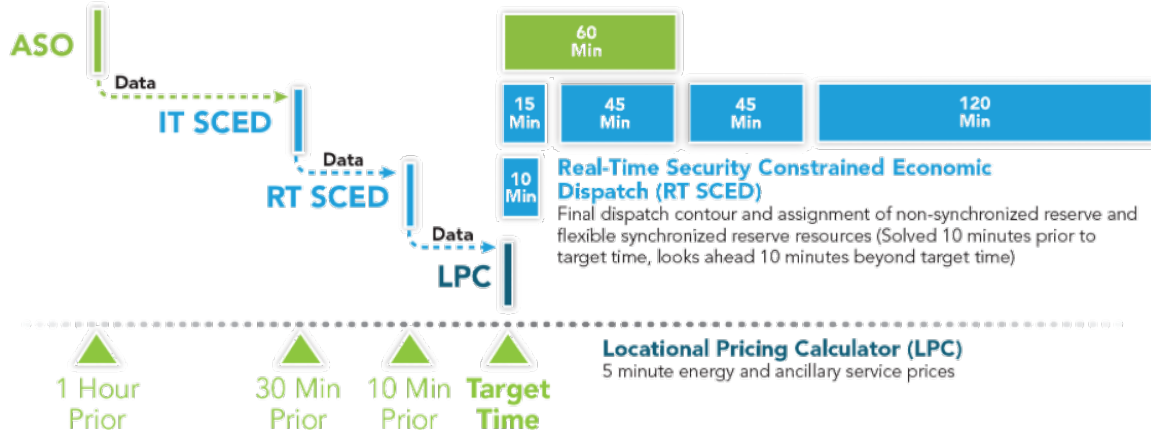 ASO
Data
IT SCED
Data
RT SCED
Data
LPC
60
Min
15
Min
45
Min
45
Min
120
Min
10
Min
Real-Time Security Constrained Economic
Dispatch (RT SCED)
Final dispatch contour and assignment of non-synchronized reserve and
flexible synchronized reserve resources (Solved 10 minutes prior to
target time, looks ahead 10 minutes beyond target time)
Locational Pricing Calculator (LPC)
5 minute energy and ancillary service prices
1 Hour
Prior
30 Min
Prior
10 Min
Prior
Target
Time